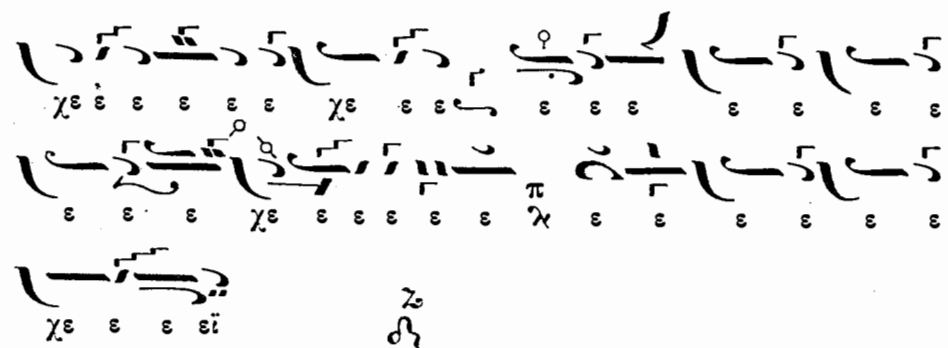 χε ε ε ε ε ε χε ε ε ε ε ε ε ε ε ε
ε ε ε χε ε ε ε ε ε π ε ε ε ε ε ε
χε ε ε εϊ